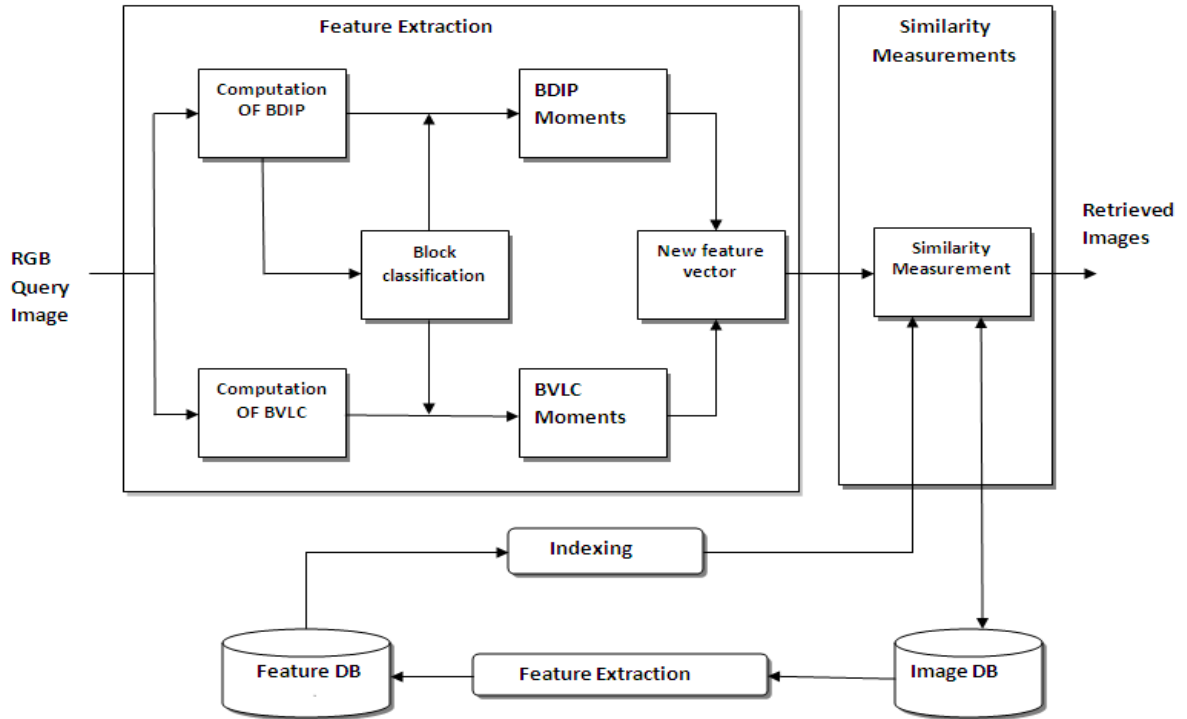 Feature Extraction
Similarity
Measurements
Computation
OF BDIP
BDIP
Moments
RGB
Query
Image
Block
classification
New feature
vector
Similarity
Measurement
Retrieved
Images
Computation
OF BVLC
BVLC
Moments
Indexing
Feature DB
Feature Extraction
Image DB